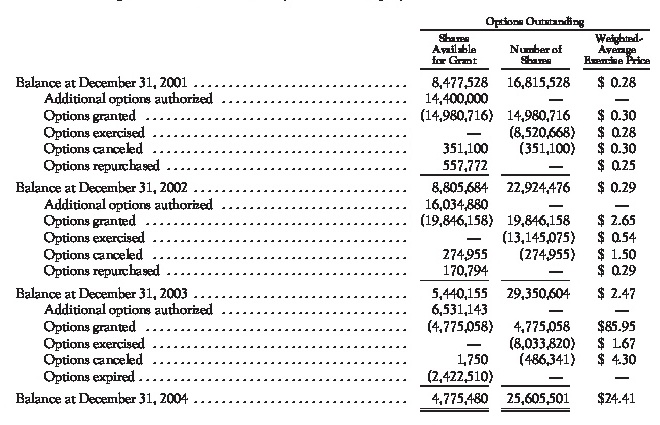 Options Outstanding
Shares Available for Grant Number of Shares Weighted-Average Exercise Price
Balance at December 31, 2001 8,477,528 16,815,528 $ 0.28
Additional options authorized 14,400,000 — —
Options granted (14,980,716) 14,980,716 $ 0.30
Options exercised — (8,520,668) $ 0.28
Options canceled 351,100 (351,100) $ 0.30
Options repurchased 557,772 — $ 0.25
Balance at December 31, 2002 8,805,684 22,924,476 $ 0.29
Additional options authorized 16,034,880 — —
Options granted (19,846,158) 19,846,158 $ 2.65
Options exercised — (13,145,075) $ 0.54
Options canceled 274,955 (274,955) $ 1.50
Options repurchased 170,794 — $ 0.29
Balance at December 31, 2003 5,440,155 29,350,604 $ 2.47
Additional options authorized 6,531,143 — —
Options granted (4,775,058) 4,775,058 $85.95
Options exercised — (8,033,820) $ 1.67
Options canceled 1,750 (486,341) $ 4.30
Options expired (2,422,510) — —
Balance at December 31, 2004 4,775,480 25,605,501 $24.41